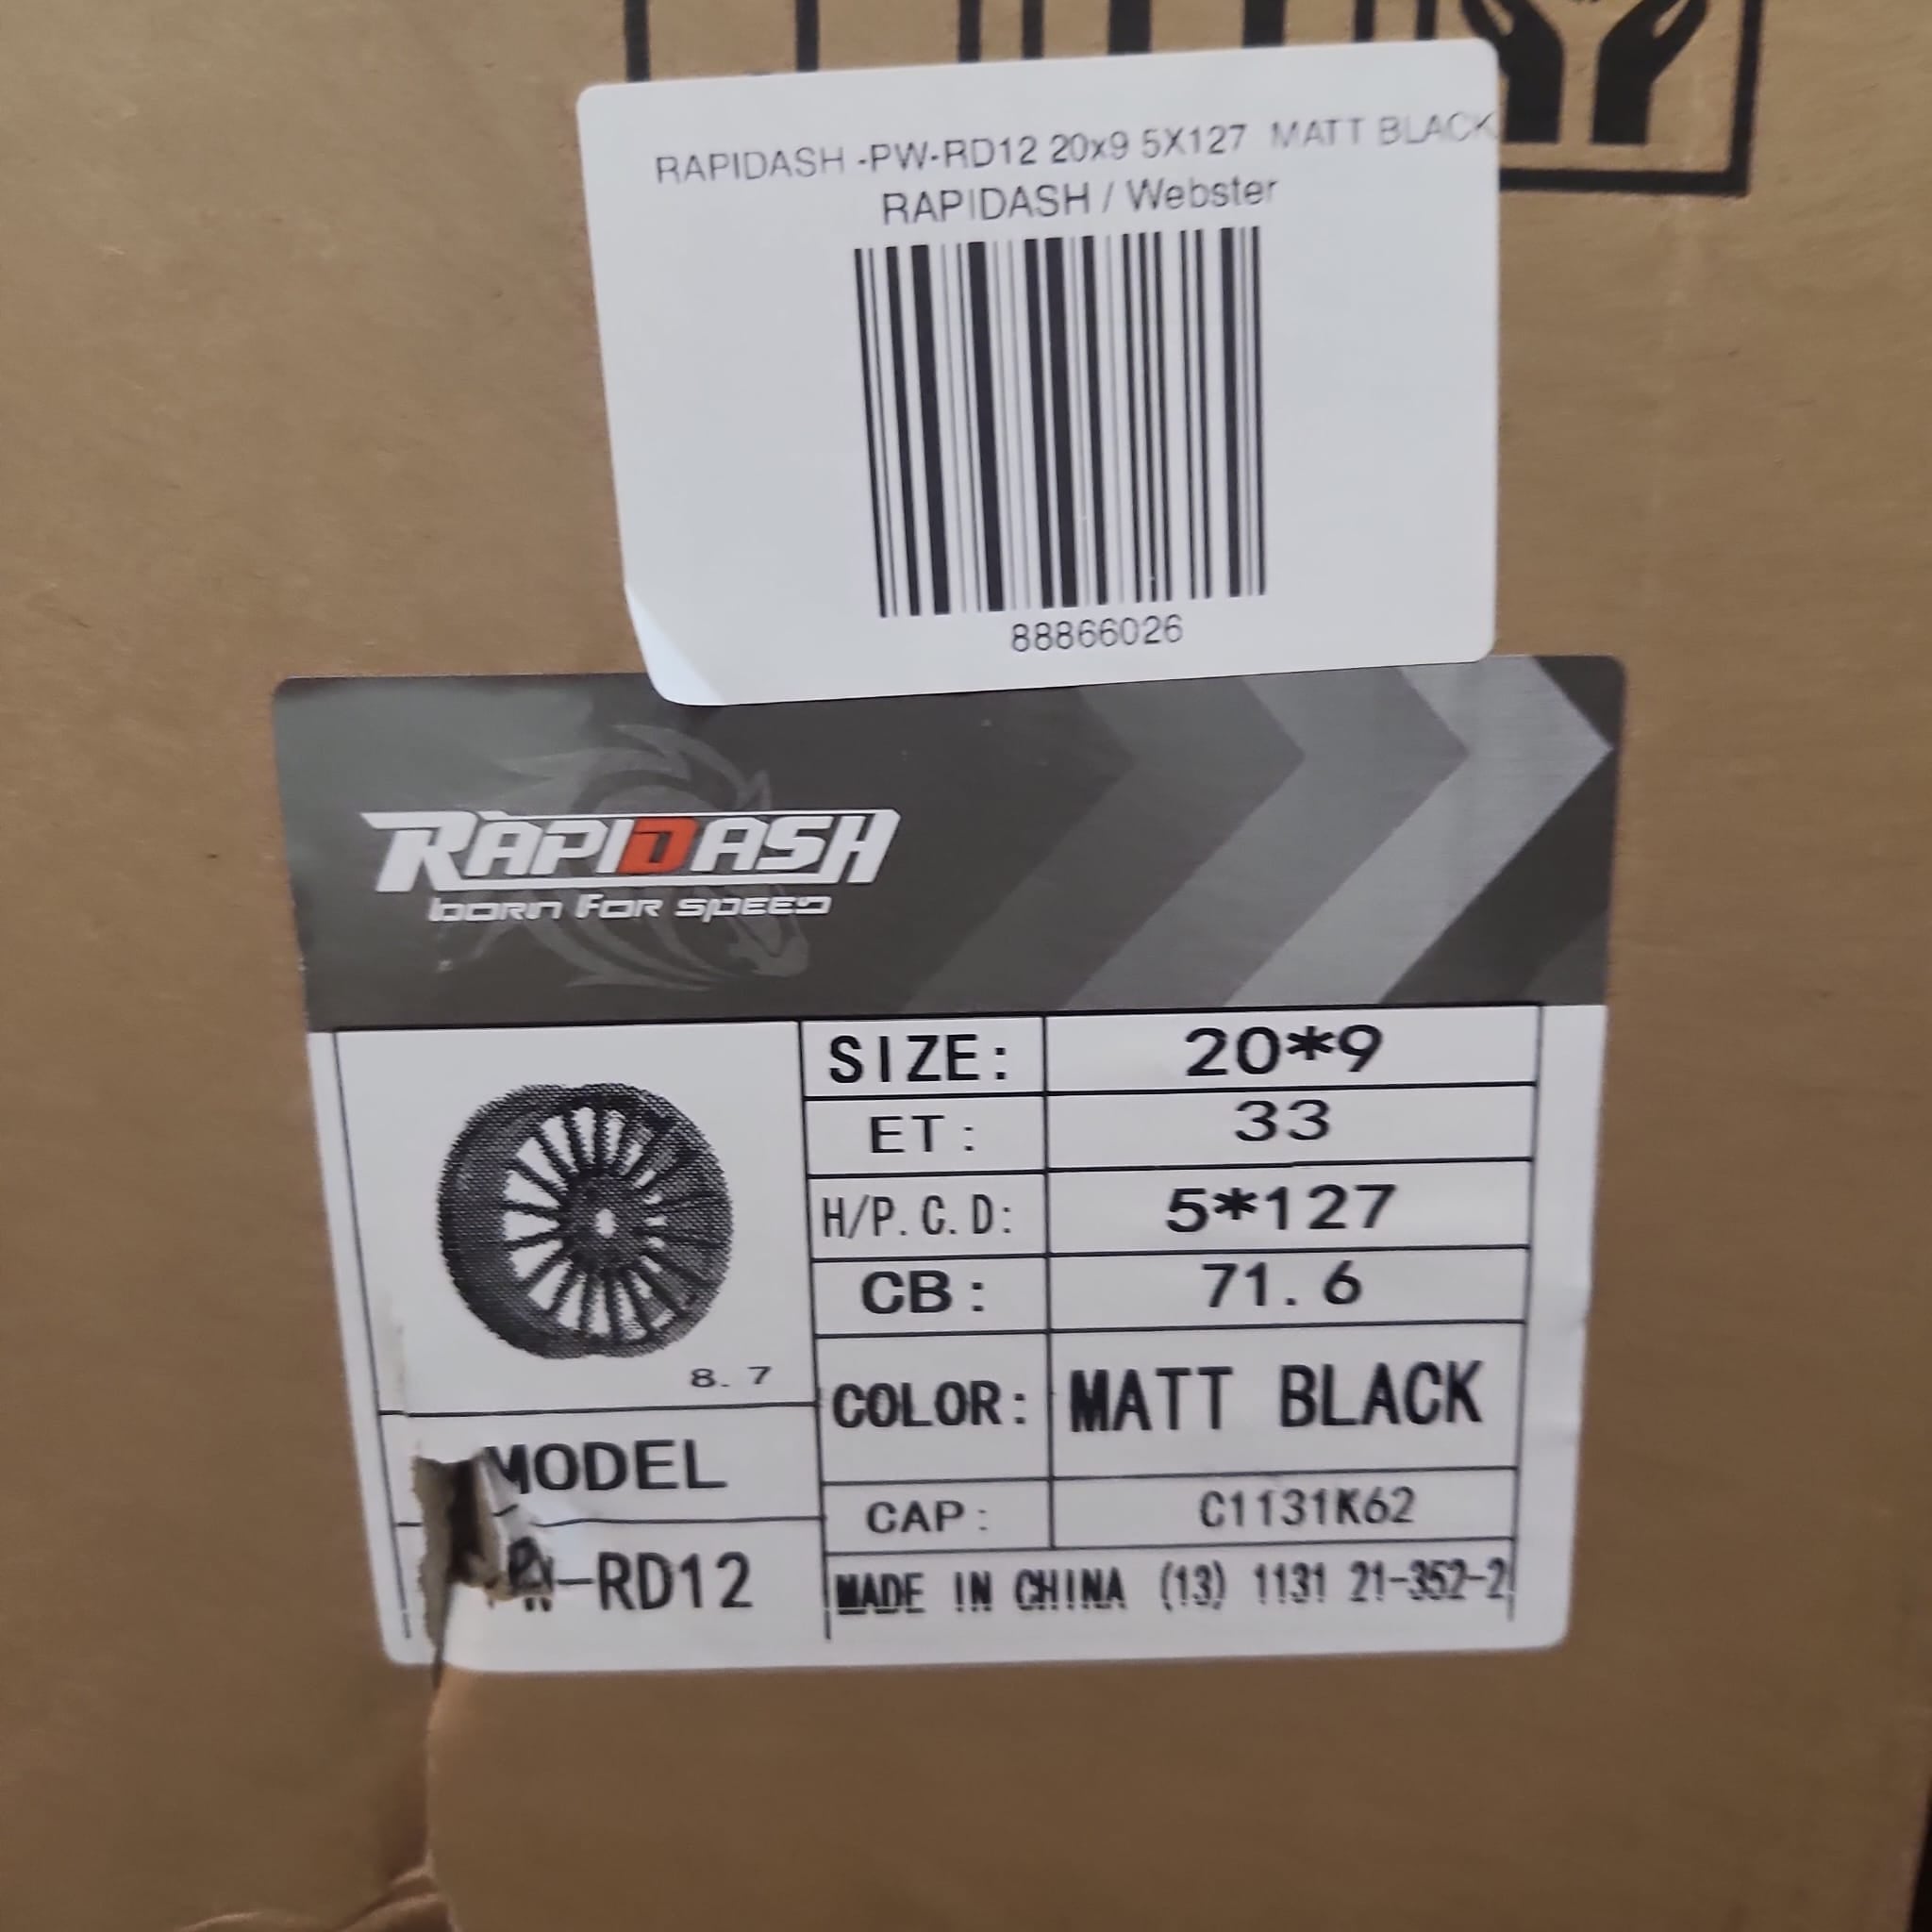 RAPIDASH -PW-RD12 20x9 5X127 MATT BLACK
RAPIDASH / Webster
88866026
RAPIDASH
born for speed
SIZE: 20*9
ET: 33
H/P.C.D: 5*127
CB: 71.6
8.7
COLOR: MATT BLACK
MODEL
CAP: C1131K62
PW-RD12
MADE IN CHINA (13) 1131 21-352-2